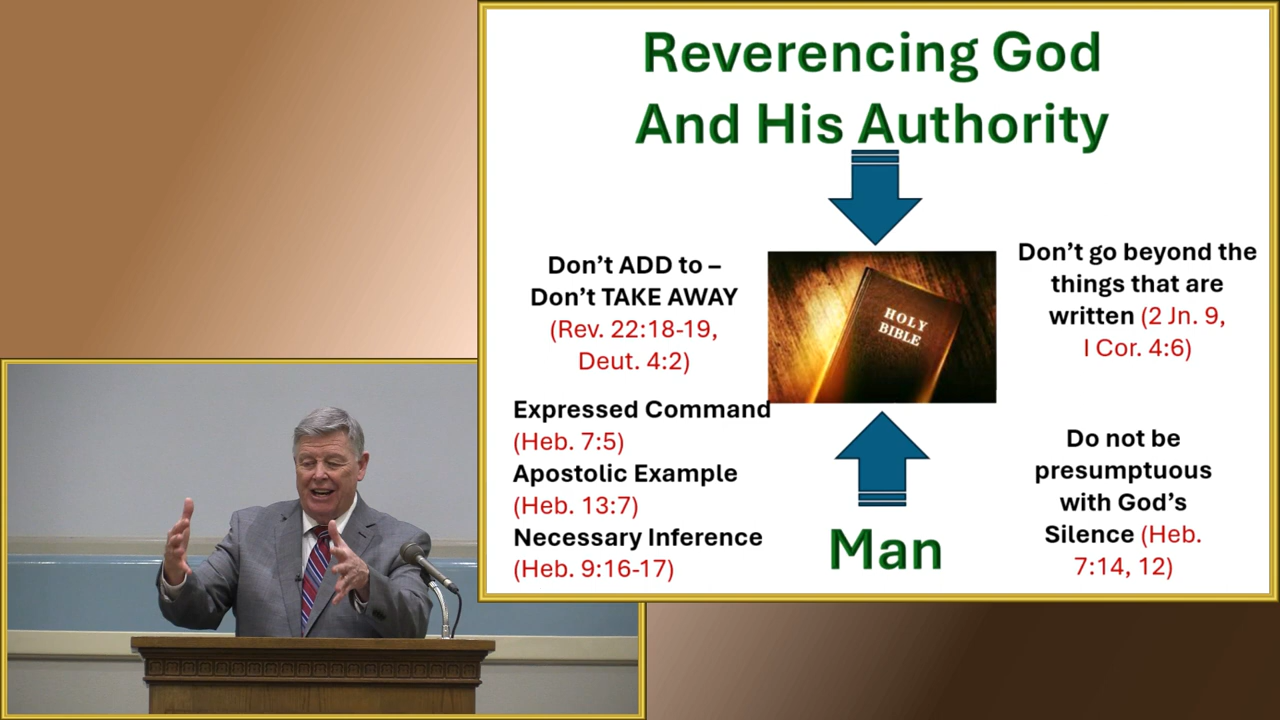 Reverencing God
And His Authority
Don't ADD to –
Don't TAKE AWAY
(Rev. 22:18-19,
Deut. 4:2)
Expressed Command
(Heb. 7:5)
Apostolic Example
(Heb. 13:7)
Necessary Inference
(Heb. 9:16-17)
HOLY
BIBLE
Man
Don't go beyond the
things that are
written (2 Jn. 9,
I Cor. 4:6)
Do not be
presumptuous
with God's
Silence (Heb.
7:14, 12)